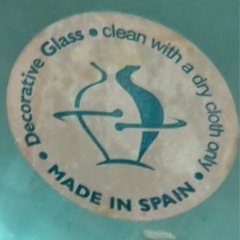 Decorative Glass • clean with a dry cloth only •
MADE IN SPAIN •